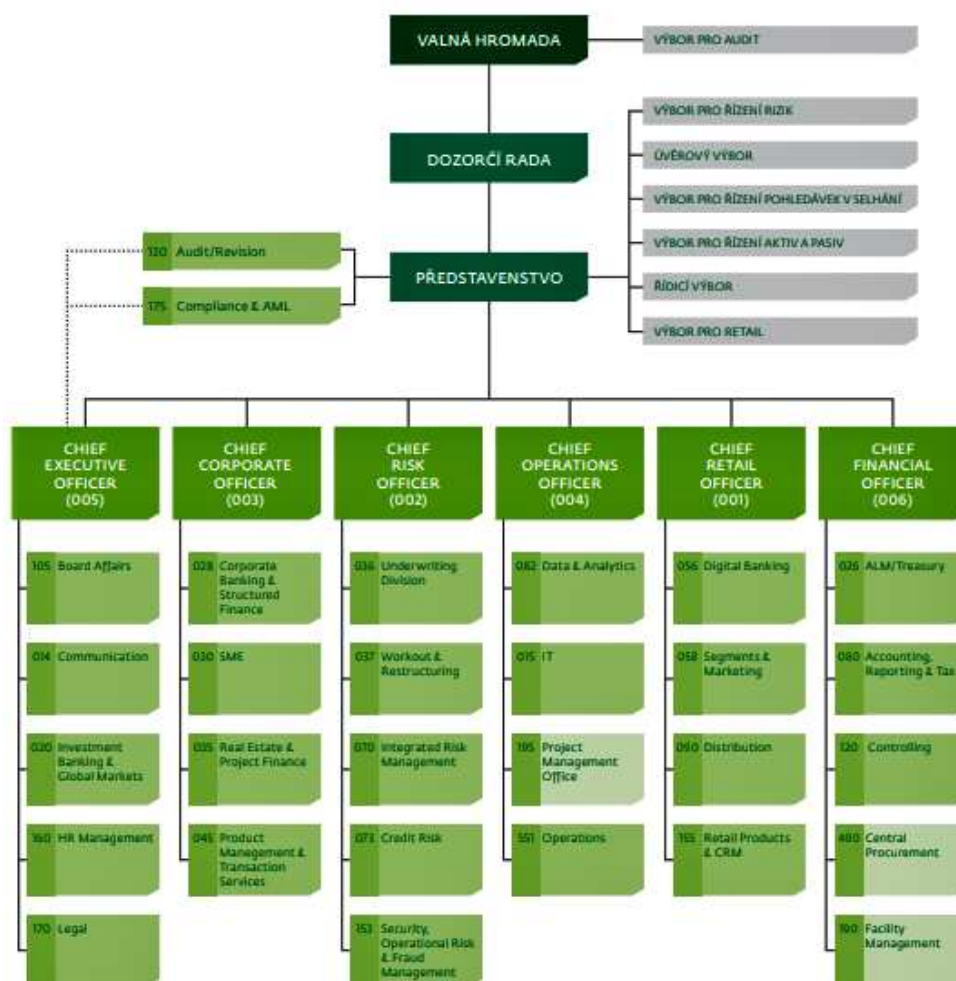 VALNÁ HROMADA
VÝBOR PRO AUDIT
VÝBOR PRO ŘÍZENÍ RIZIK
DOZORČÍ RADA
ÚVĚROVÝ VÝBOR
VÝBOR PRO ŘÍZENÍ POHLEDÁVEK V SELHÁNÍ
VÝBOR PRO ŘÍZENÍ AKTIV A PASIV
ŘÍDICÍ VÝBOR
VÝBOR PRO RETAIL
Audit/Revision
175 Compliance & AML
PŘEDSTAVENSTVO
CHIEF
EXECUTIVE
OFFICER
(005)
CHIEF
CORPORATE
OFFICER
(003)
CHIEF
RISK
OFFICER
(002)
CHIEF
OPERATIONS
OFFICER
(004)
CHIEF
RETAIL
OFFICER
(001)
CHIEF
FINANCIAL
OFFICER
(006)
105 Board Affairs
014 Communication
020 Investment
Banking &
Global Markets
160 HR Management
170 Legal
028 Corporate
Banking &
Structured
Finance
030 SME
035 Real Estate &
Project Finance
045 Product
Management &
Transaction
Services
036 Underwriting
Division
037 Workout &
Restructuring
070 Integrated Risk
Management
073 Credit Risk
153 Security,
Operational Risk
& Fraud
Management
062 Data & Analytics
015 IT
195 Project
Management
Office
551 Operations
056 Digital Banking
058 Segments &
Marketing
090 Distribution
155 Retail Products
& CRM
026 ALM/Treasury
080 Accounting,
Reporting & Tax
120 Controlling
Central
Procurement
190 Facility
Management